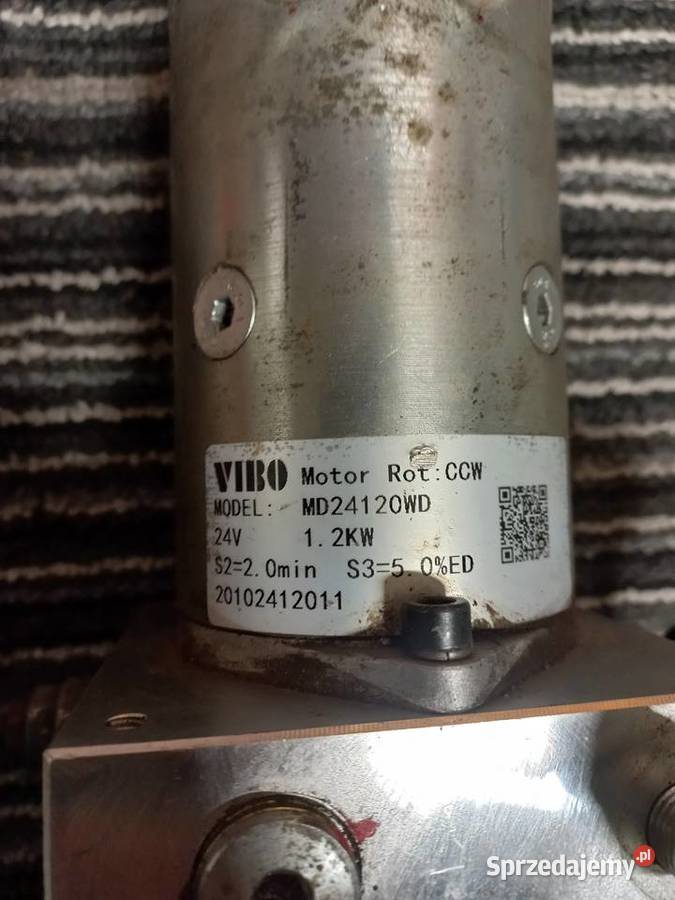 VIBO Motor Rot:CCW
MODEL: MD24120WD
24V 1.2KW
S2=2.0min S3=5.0%ED
20102412011
Sprzedajemy.pl